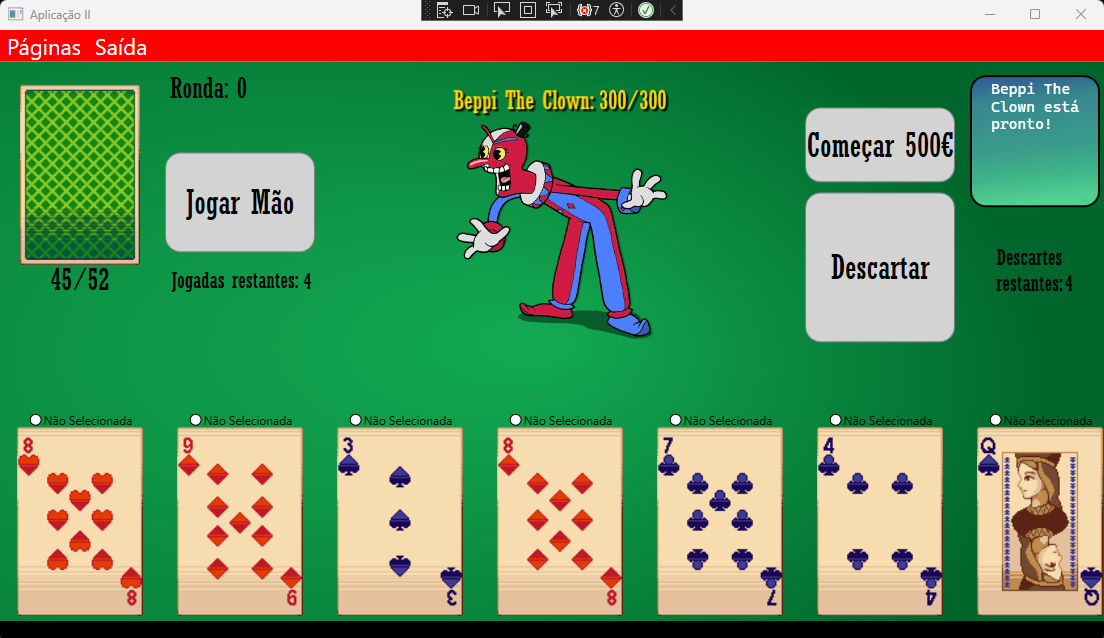 Aplicação II
7
Páginas Saída
Ronda: 0
Beppi The Clown: 300/300
Beppi The
Clown está
pronto!
Começar 500€
Jogar Mão
Descartar
Descartes
restantes: 4
45/52
Jogadas restantes: 4
Não Selecionada
Não Selecionada
Não Selecionada
Não Selecionada
Não Selecionada
Não Selecionada
Não Selecionada
8
9
3
8
7
4
Q
8
9
3
8
7
4
Q